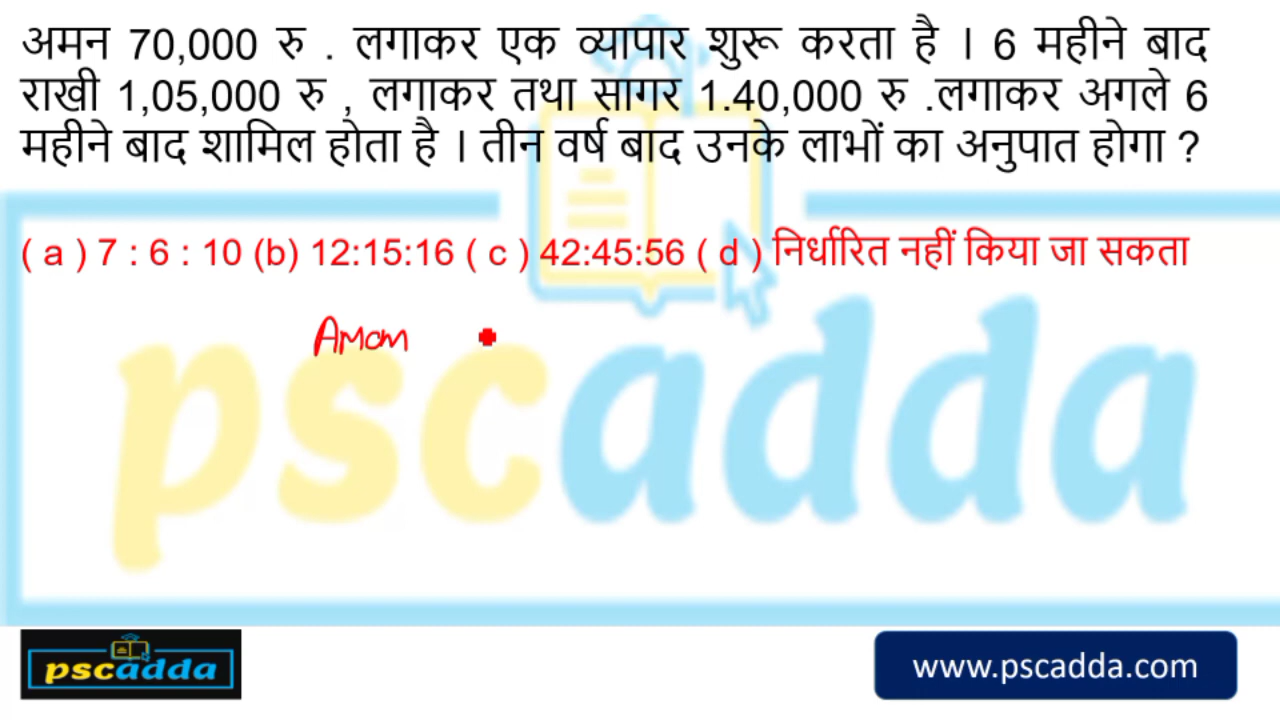 अमन 70,000 रु . लगाकर एक व्यापार शुरू करता है । 6 महीने बाद
राखी 1,05,000 रु , लगाकर तथा सागर 1.40,000 रु .लगाकर अगले 6
महीने बाद शामिल होता है । तीन वर्ष बाद उनके लाभों का अनुपात होगा ?
( a ) 7 : 6 : 10 (b) 12:15:16 ( c ) 42:45:56 ( d ) निर्धारित नहीं किया जा सकता
Aman
pscadda
pscadda
www.pscadda.com